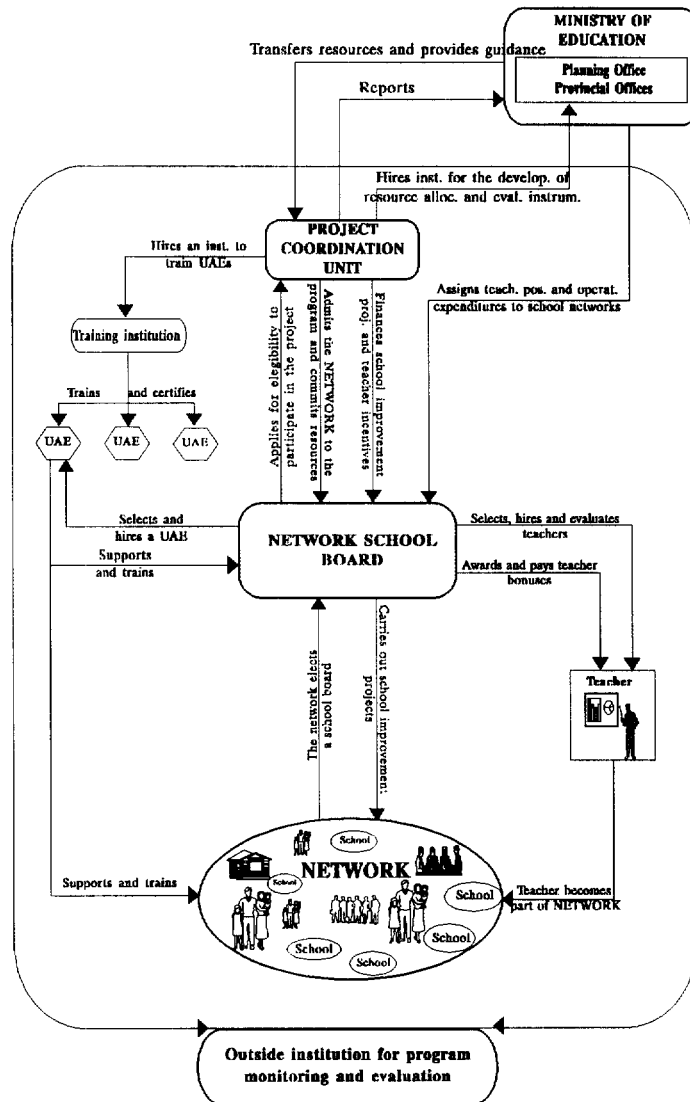 MINISTRY OF
EDUCATION
Planning Office
Provincial Offices
Transfers resources and provides guidance
Reports
Hires inst. for the develop. of
resource alloc. and eval. instrum.
PROJECT
COORDINATION
UNIT
Hires an inst. to
train UAEs
Assigns teach. pos. and operat.
expenditures to school networks
Training institution
Trains and certifies
UAE
UAE
UAE
Applies for elegibility to
participate in the project
Admits the NETWORK to the
program and commits resources
Finances school improvement
proj. and teacher incentives
Selects and
hires a UAE
Supports
and trains
NETWORK SCHOOL
BOARD
Selects, hires and evaluates
teachers
Awards and pays teacher
bonuses
Teacher
The network elects
a school board
Carries out school improvement
projects
School
NETWORK
School
School
School
School
School
Supports and trains
Teacher becomes
part of NETWORK
Outside institution for program
monitoring and evaluation